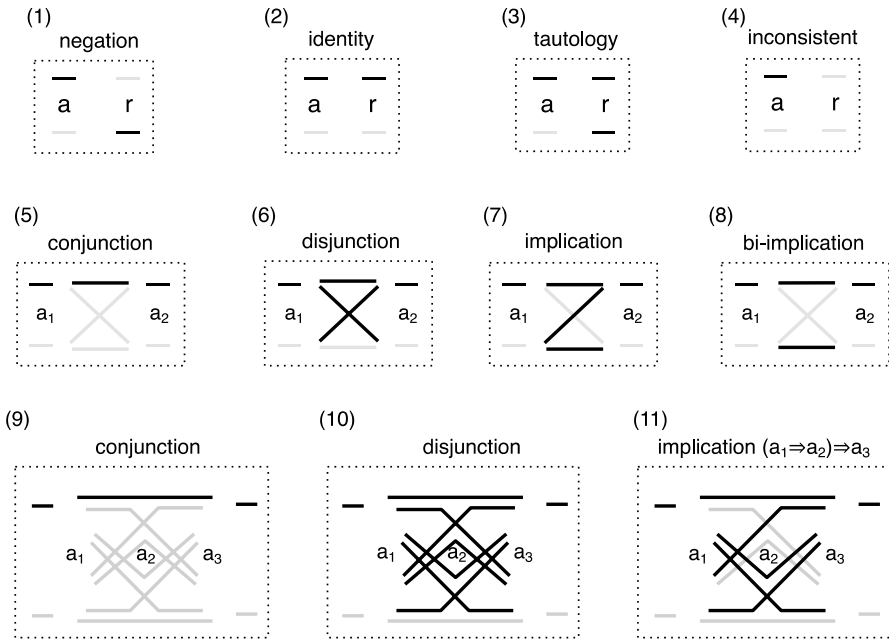 (1) (2) (3) (4)
negation identity tautology inconsistent
a r a r a r a r
(5) (6) (7) (8)
conjunction disjunction implication bi-implication
a₁ a₂ a₁ a₂ a₁ a₂ a₁ a₂
(9) (10) (11)
conjunction disjunction implication (a₁⇒a₂)⇒a₃
a₁ a₂ a₃ a₁ a₂ a₃ a₁ a₂ a₃